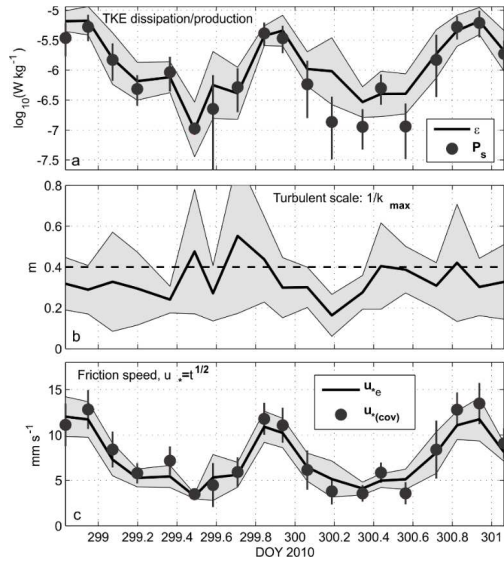 TKE dissipation/production
-5
-5.5
-6
-6.5
-7
-7.5
log10(W kg-1)
a
ε
Ps
0.8
0.6
0.4
0.2
0
m
m
Turbulent scale: 1/k max
b
Friction speed, u*=t1/2
15
10
5
0
mm s-1
u*e
u*(cov)
c
299 299.2 299.4 299.6 299.8 300 300.2 300.4 300.6 300.8 301
DOY 2010